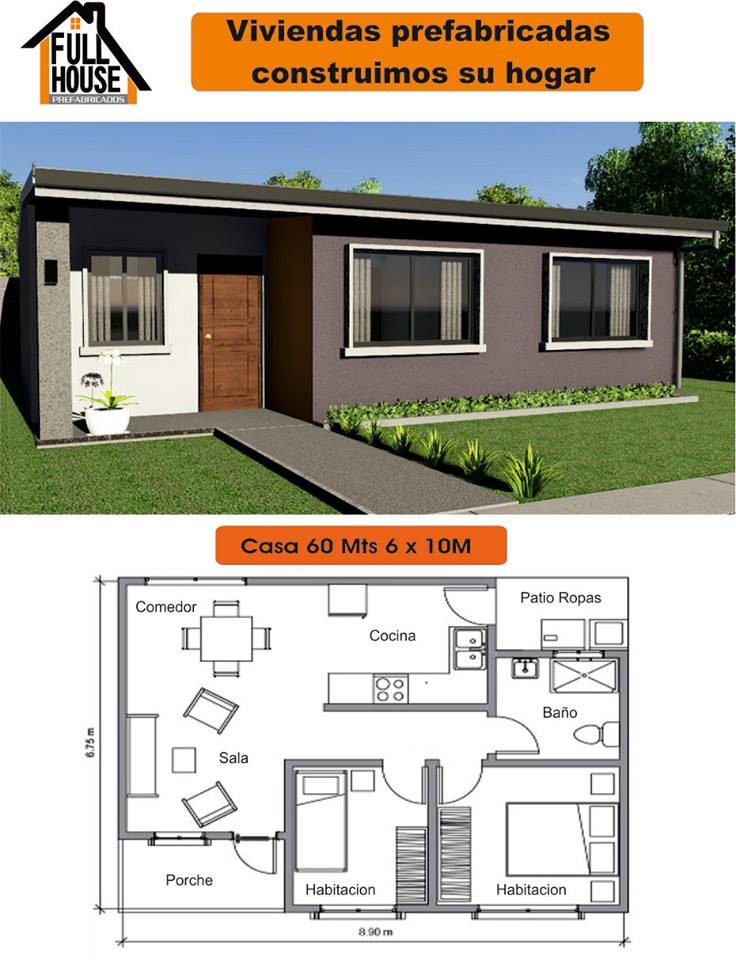 FULL
HOUSE
PREFABRICADOS
Viviendas prefabricadas
construimos su hogar
Casa 60 Mts 6 x 10M
Comedor
Patio Ropas
Cocina
Baño
6.75 m
Sala
Porche
Habitacion
Habitacion
8.90 m